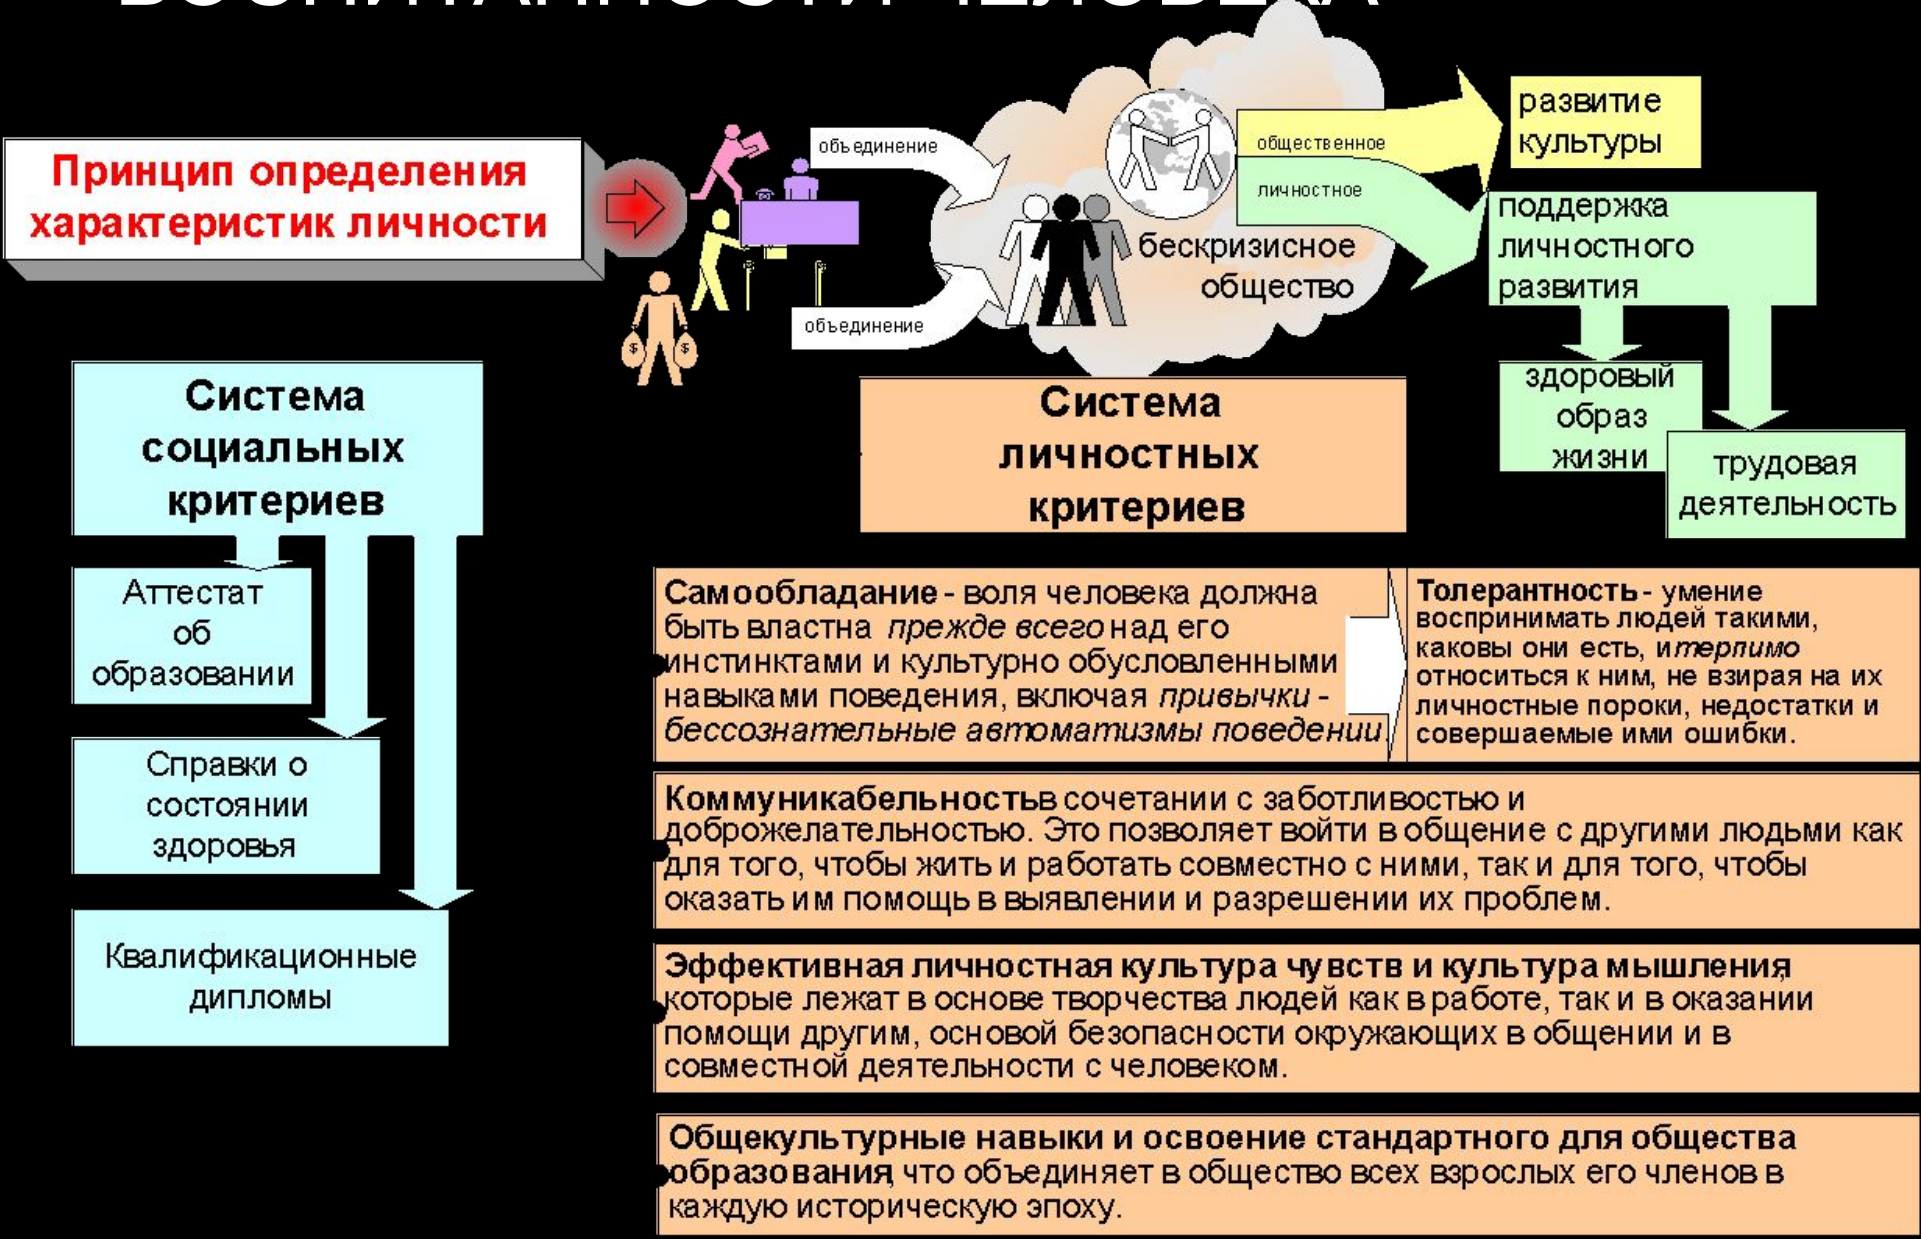 ВОСПИТАННОСТИ ЧЕЛОВЕКА
Принцип определения
характеристик личности
объединение
объединение
бескризисное
общество
общественное
личностное
развитие
культуры
поддержка
личностного
развития
здоровый
образ
жизни
трудовая
деятельность
Система
социальных
критериев
Аттестат
об
образовании
Справки о
состоянии
здоровья
Квалификационные
дипломы
Система
личностных
критериев
Самообладание - воля человека должна
быть властна прежде всего над его
инстинктами и культурно обусловленными
навыками поведения, включая привычки -
бессознательные автоматизмы поведении
Толерантность - умение
воспринимать людей такими,
каковы они есть, и терпимо
относиться к ним, не взирая на их
личностные пороки, недостатки и
совершаемые ими ошибки.
Коммуникабельность в сочетании с заботливостью и
доброжелательностью. Это позволяет войти в общение с другими людьми как
для того, чтобы жить и работать совместно с ними, так и для того, чтобы
оказать им помощь в выявлении и разрешении их проблем.
Эффективная личностная культура чувств и культура мышления,
которые лежат в основе творчества людей как в работе, так и в оказании
помощи другим, основой безопасности окружающих в общении и в
совместной деятельности с человеком.
Общекультурные навыки и освоение стандартного для общества
образования, что объединяет в общество всех взрослых его членов в
каждую историческую эпоху.
$
$